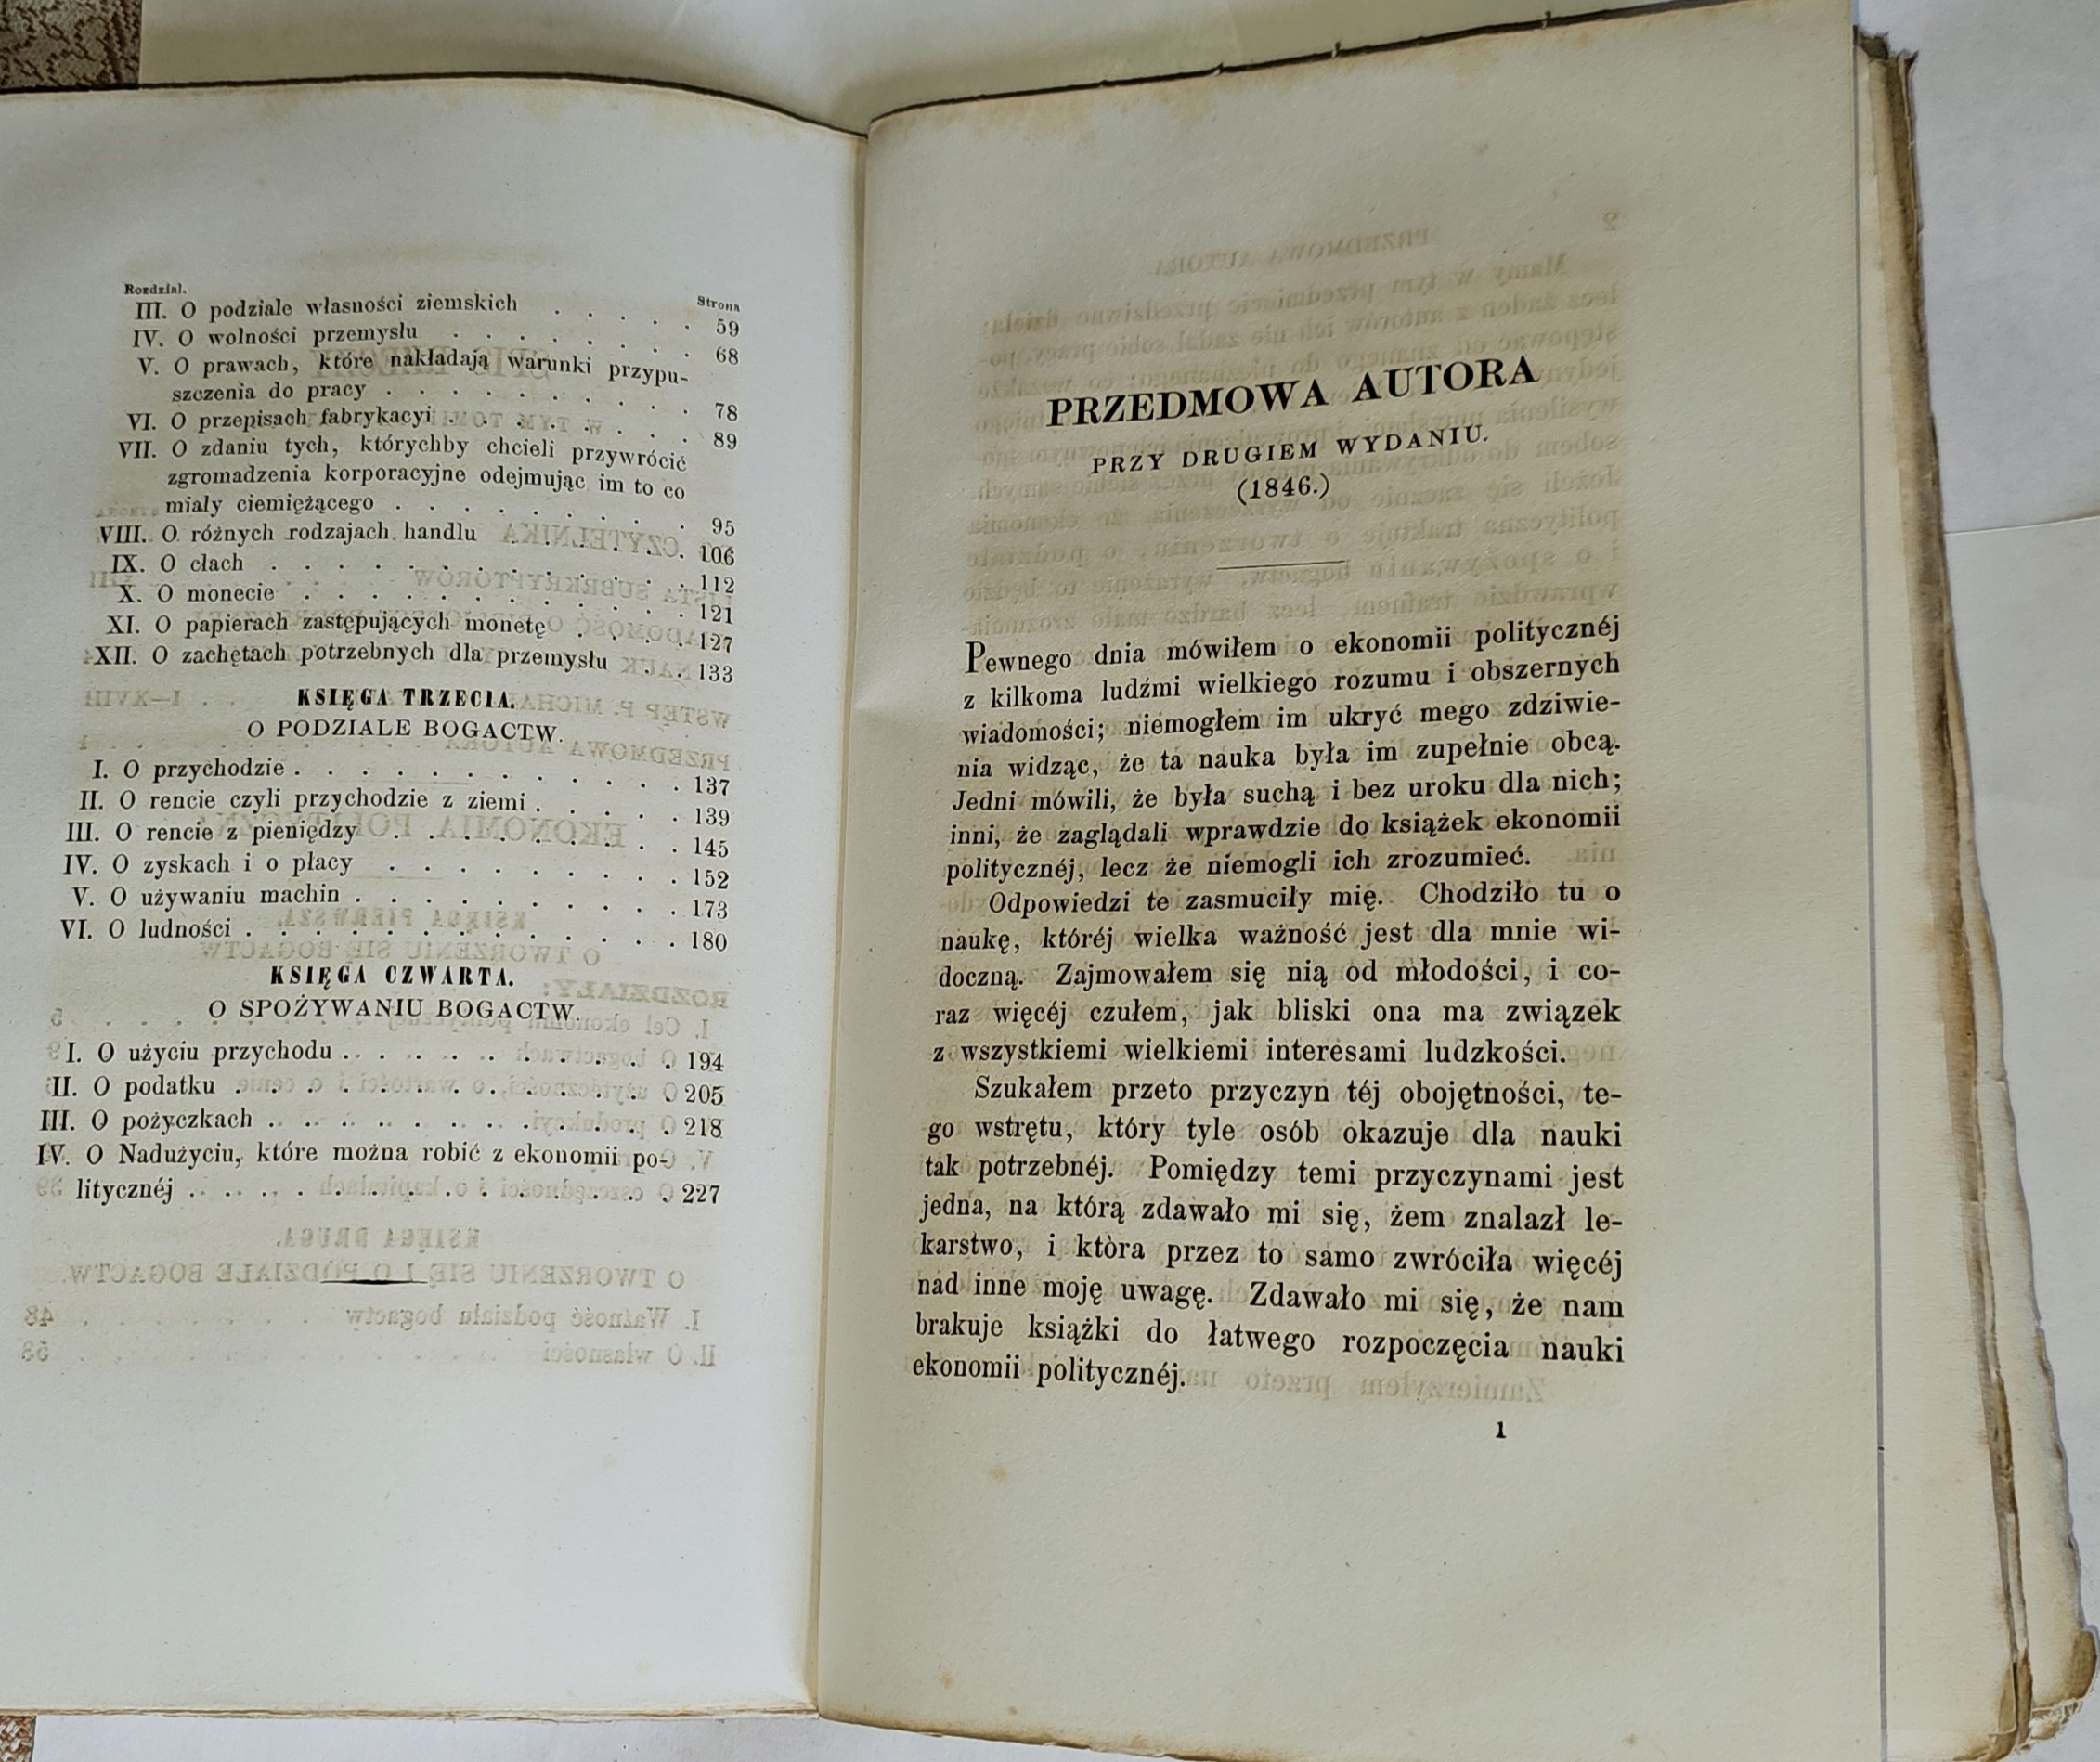 Rozdział.
Strona
III. O podziale własności ziemskich . . . . . 59
IV. O wolności przemysłu . . . . . . . 68
V. O prawach, które nakładają warunki przypu-
szczenia do pracy . . . . . . . . . 78
VI. O przepisach fabrykacyi . . . . . . . 89
VII. O zdaniu tych, którychby chcieli przywrócić
zgromadzenia korporacyjne odejmując im to co
miały ciemiężącego . . . . . . . . . 95
VIII. O różnych rodzajach handlu . . . . . . 106
IX. O cłach . . . . . . . . . . . . 112
X. O monecie . . . . . . . . . . . 121
XI. O papierach zastępujących monetę . . . . 127
XII. O zachętach potrzebnych dla przemysłu . . . 133
KSIĘGA TRZECIA.
O PODZIALE BOGACTW.
I. O przychodzie . . . . . . . . . . . 137
II. O rencie czyli przychodzie z ziemi . . . . . 139
III. O rencie z pieniędzy . . . . . . . . . 145
IV. O zyskach i o płacy . . . . . . . . . 152
V. O używaniu machin . . . . . . . . . . 173
VI. O ludności . . . . . . . . . . . . . 180
KSIĘGA CZWARTA.
O SPOŻYWANIU BOGACTW.
I. O użyciu przychodu . . . . . . . . . . 194
II. O podatku . . . . . . . . . . . . . 205
III. O pożyczkach . . . . . . . . . . . . 218
IV. O Nadużyciu, które można robić z ekonomii po-
litycznéj . . . . . . . . . . . . . . 227
PRZEDMOWA AUTORA
PRZY DRUGIEM WYDANIU.
(1846.)
Pewnego dnia mówiłem o ekonomii politycznéj
z kilkoma ludźmi wielkiego rozumu i obszernych
wiadomości; niemogłem im ukryć mego zdziwie-
nia widząc, że ta nauka była im zupełnie obcą.
Jedni mówili, że była suchą i bez uroku dla nich;
inni, że zaglądali wprawdzie do książek ekonomii
politycznéj, lecz że niemogli ich zrozumieć.
Odpowiedzi te zasmuciły mię. Chodziło tu o
naukę, któréj wielka ważność jest dla mnie wi-
doczną. Zajmowałem się nią od młodości, i co-
raz więcéj czułem, jak bliski ona ma związek
z wszystkiemi wielkiemi interesami ludzkości.
Szukałem przeto przyczyn téj obojętności, te-
go wstrętu, który tyle osób okazuje dla nauki
tak potrzebnéj. Pomiędzy temi przyczynami jest
jedna, na którą zdawało mi się, żem znalazł le-
karstwo, i ktòra przez to samo zwróciła więcéj
nad inne moję uwagę. Zdawało mi się, że nam
brakuje książki do łatwego rozpoczęcia nauki
ekonomii politycznéj.
1